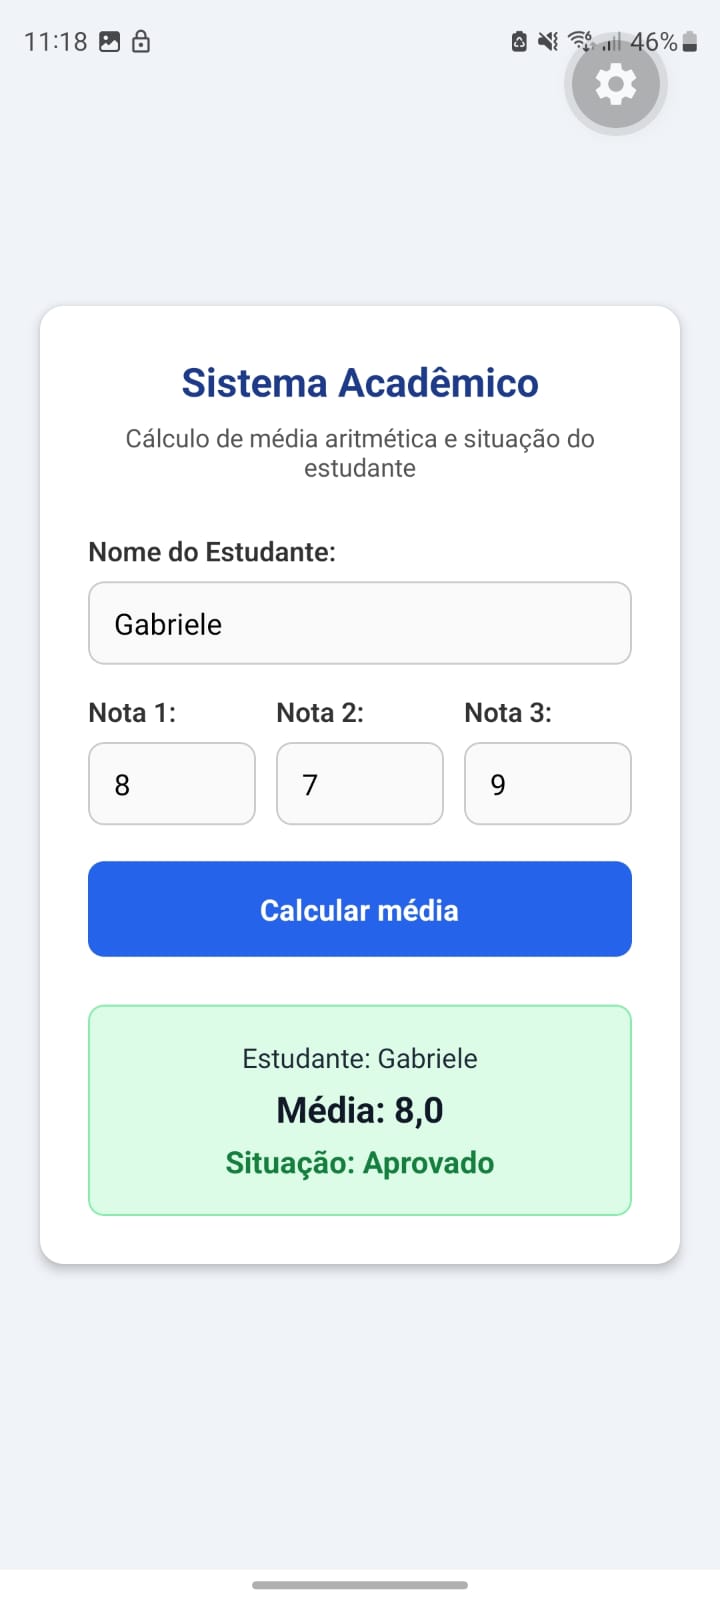 11:18
46%
Sistema Acadêmico
Cálculo de média aritmética e situação do
estudante
Nome do Estudante:
Gabriele
Nota 1: Nota 2: Nota 3:
8 7 9
Calcular média
Estudante: Gabriele
Média: 8,0
Situação: Aprovado